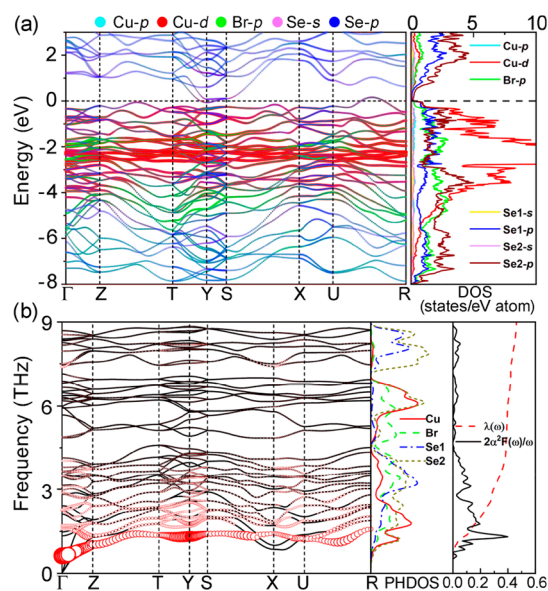 (a)
Cu-p Cu-d Br-p Se-s Se-p
0 5 10
Energy (eV)
2
0
-2
-4
-6
-8
Γ Z T Y S X U R
Cu-p
Cu-d
Br-p
Se1-s
Se1-p
Se2-s
Se2-p
DOS
(states/eV atom)
(b)
Frequency (THz)
9
6
3
0
Γ Z T Y S X U R
Cu
Br
Se1
Se2
PHDOS
λ(ω)
2α²F(ω)/ω
0.0 0.2 0.4 0.6